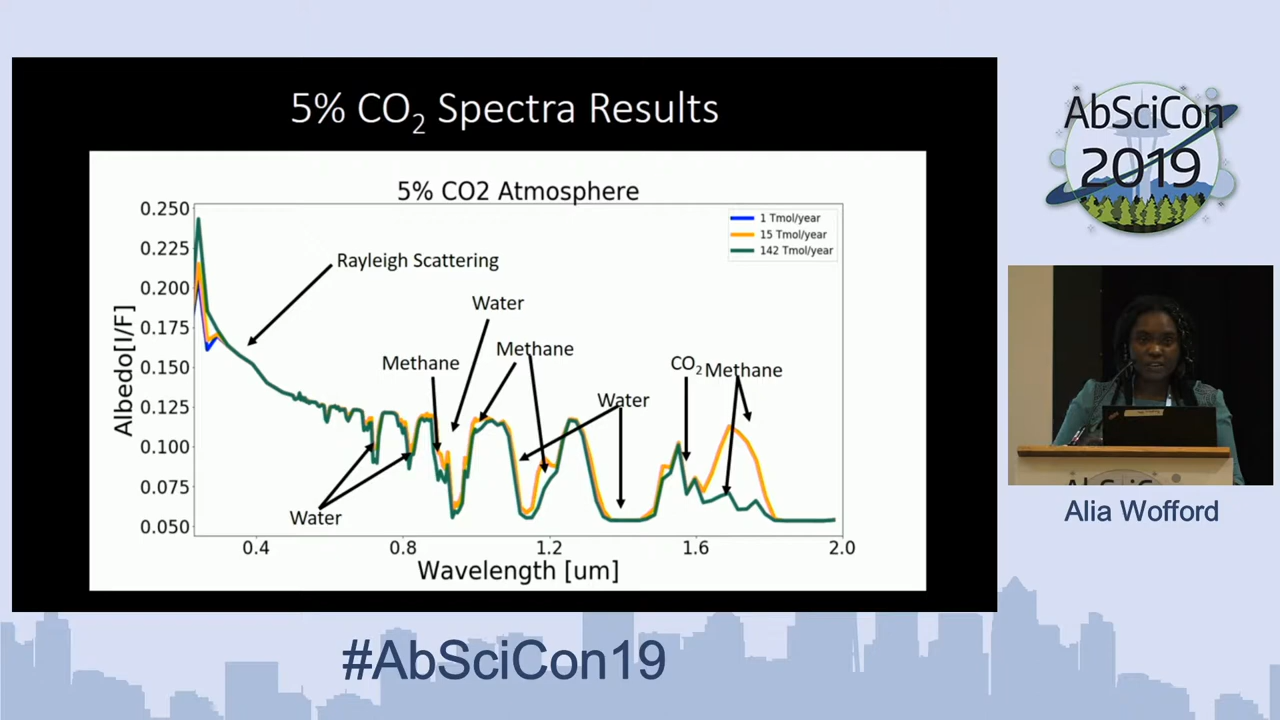 5% CO2 Spectra Results
5% CO2 Atmosphere
1 Tmol/year
15 Tmol/year
142 Tmol/year
Albedo[I/F]
0.250
0.225
0.200
0.175
0.150
0.125
0.100
0.075
0.050
Rayleigh Scattering
Water
Methane
Methane
Water
CO2
Methane
Water
0.4
0.8
1.2
1.6
2.0
Wavelength [um]
AbSciCon
2019
AbSciCon
Alia Wofford
#AbSciCon19